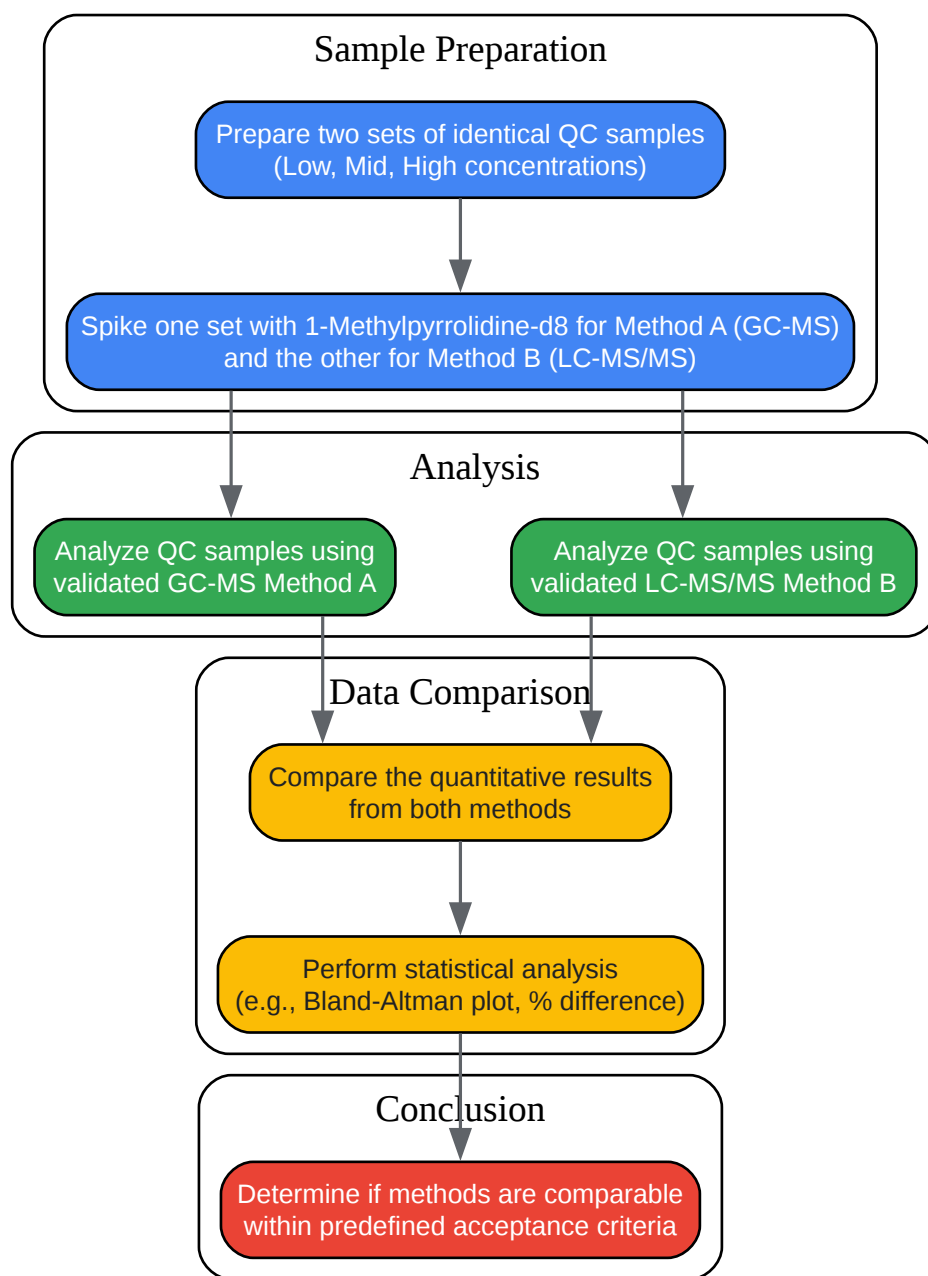 Sample Preparation
Prepare two sets of identical QC samples
(Low, Mid, High concentrations)
Spike one set with 1-Methylpyrrolidine-d8 for Method A (GC-MS)
and the other for Method B (LC-MS/MS)
Analysis
Analyze QC samples using
validated GC-MS Method A
Analyze QC samples using
validated LC-MS/MS Method B
Data Comparison
Compare the quantitative results
from both methods
Perform statistical analysis
(e.g., Bland-Altman plot, % difference)
Conclusion
Determine if methods are comparable
within predefined acceptance criteria